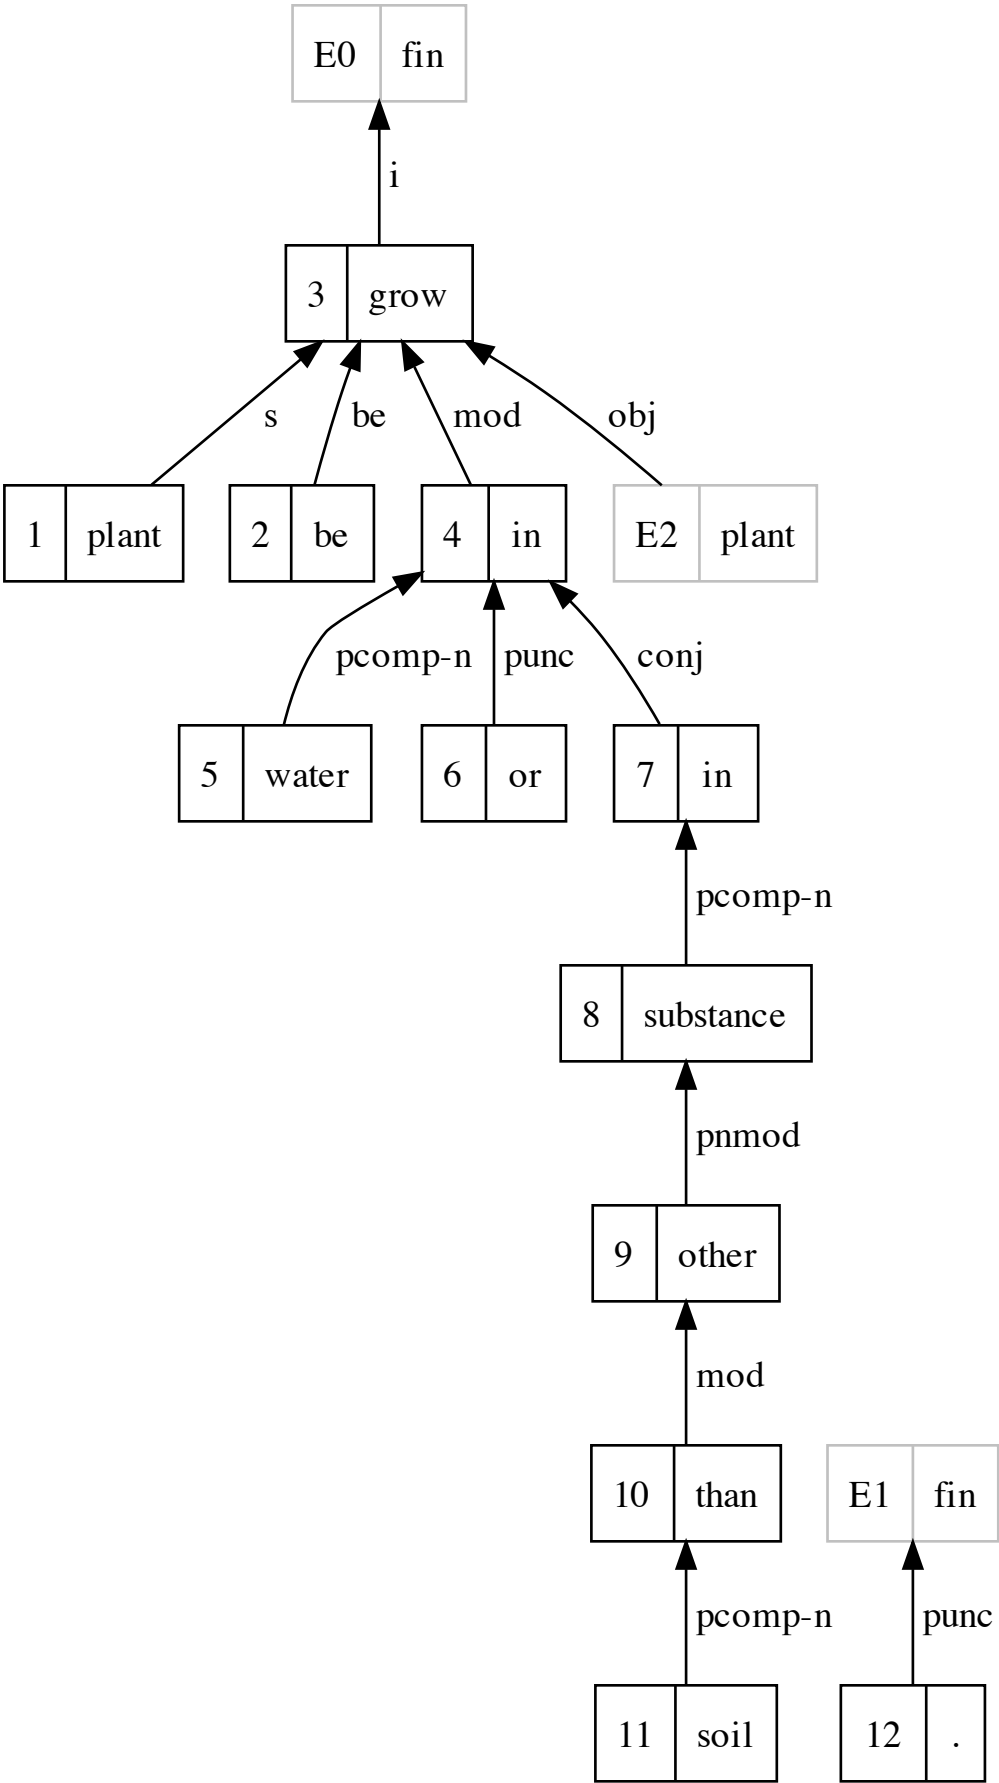 E0 fin
i
3 grow
s be mod obj
1 plant 2 be 4 in E2 plant
pcomp-n punc conj
5 water 6 or 7 in
pcomp-n
8 substance
pnmod
9 other
mod
10 than E1 fin
pcomp-n punc
11 soil 12 .